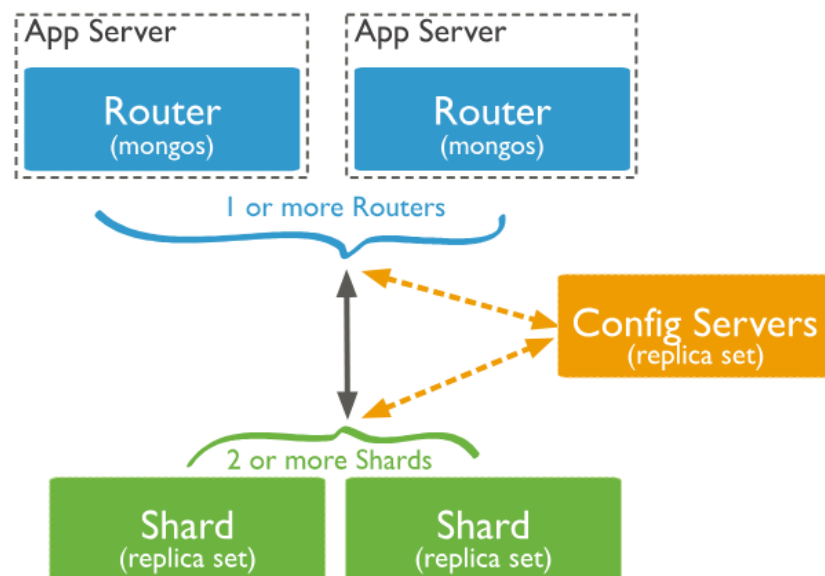 App Server
App Server
Router
(mongos)
Router
(mongos)
1 or more Routers
Config Servers
(replica set)
2 or more Shards
Shard
(replica set)
Shard
(replica set)